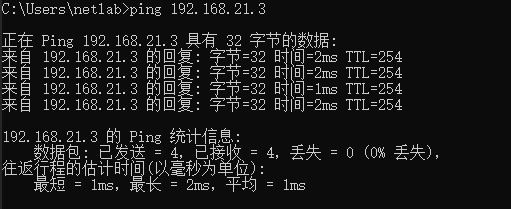 C:\Users\netlab>ping 192.168.21.3
正在 Ping 192.168.21.3 具有 32 字节的数据:
来自 192.168.21.3 的回复: 字节=32 时间=2ms TTL=254
来自 192.168.21.3 的回复: 字节=32 时间=2ms TTL=254
来自 192.168.21.3 的回复: 字节=32 时间=1ms TTL=254
来自 192.168.21.3 的回复: 字节=32 时间=2ms TTL=254
192.168.21.3 的 Ping 统计信息:
数据包: 已发送 = 4, 已接收 = 4, 丢失 = 0 (0% 丢失),
往返行程的估计时间(以毫秒为单位):
最短 = 1ms, 最长 = 2ms, 平均 = 1ms